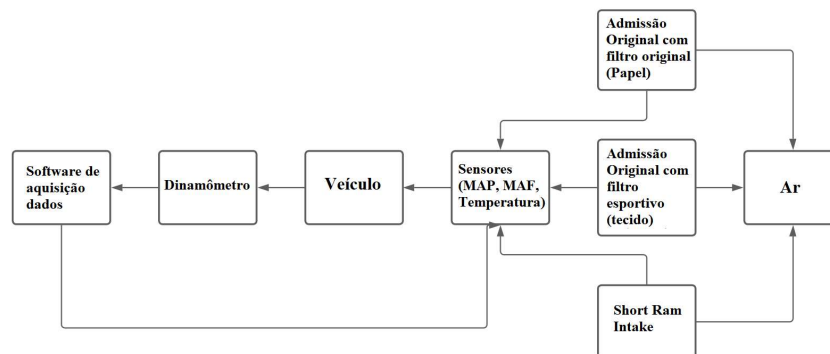 Admissão
Original com
filtro original
(Papel)
Software de
aquisição
dados
Dinamômetro
Veículo
Sensores
(MAP, MAF,
Temperatura)
Admissão
Original com
filtro
esportivo
(tecido)
Ar
Short Ram
Intake